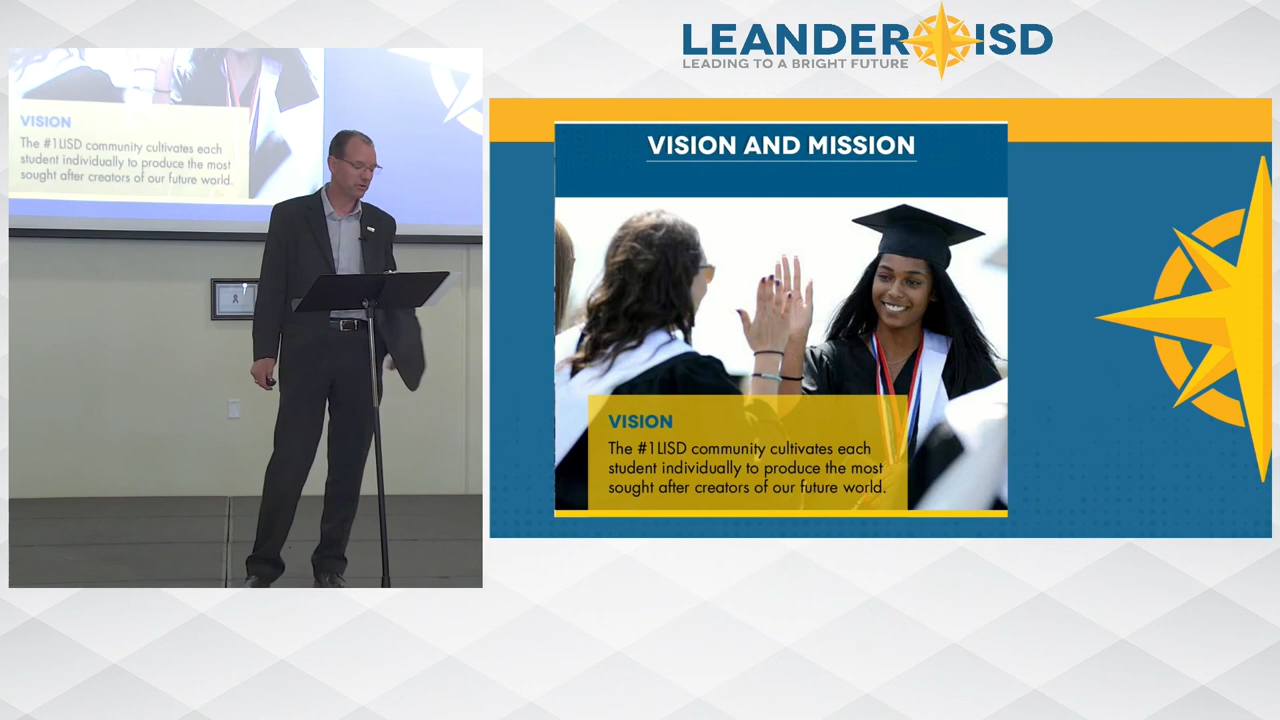 LEANDER ISD
LEADING TO A BRIGHT FUTURE
VISION
The #1LISD community cultivates each
student individually to produce the most
sought after creators of our future world.
VISION AND MISSION
VISION
The #1LISD community cultivates each
student individually to produce the most
sought after creators of our future world.